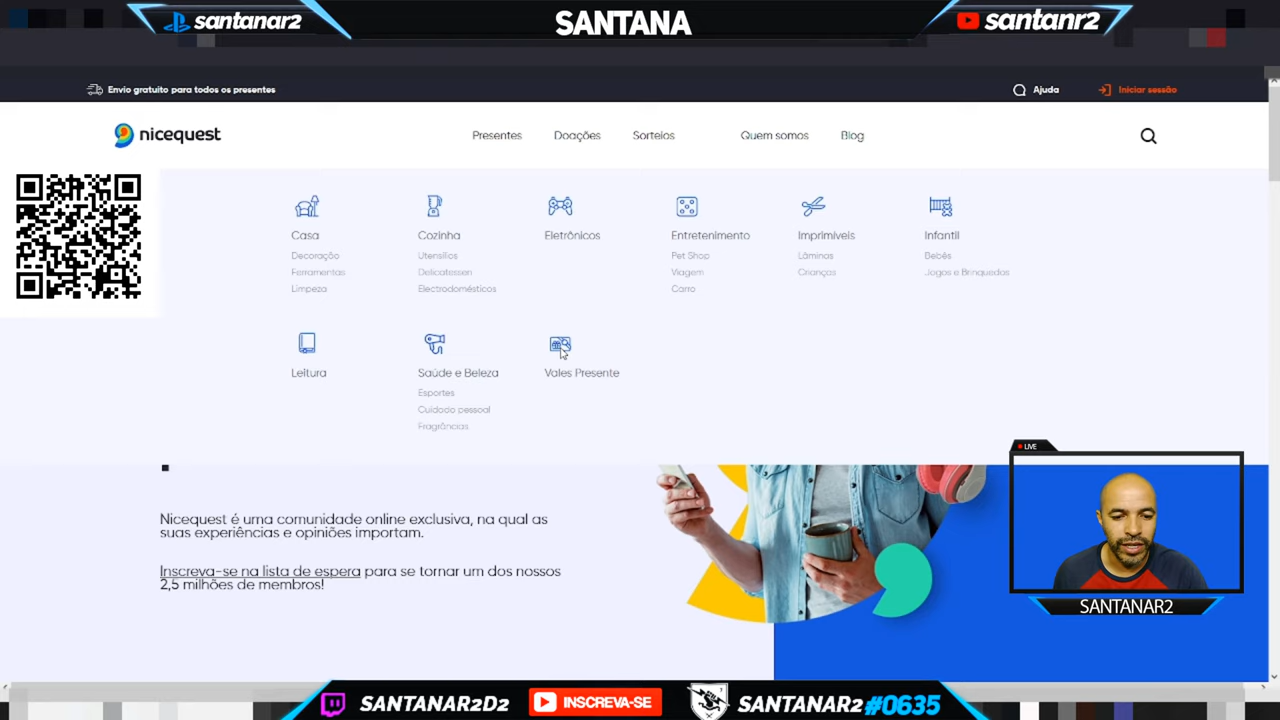 santanar2
SANTANA
santanr2
Envio gratuito para todos os presentes
Ajuda
Iniciar sessão
nicequest
Presentes
Doações
Sorteios
Quem somos
Blog
Casa
Decoração
Ferramentas
Limpeza
Cozinha
Utensílios
Delicatessen
Electrodomésticos
Eletrônicos
Entretenimento
Pet Shop
Viagem
Carro
Imprimíveis
Lâminas
Crianças
Infantil
Bebês
Jogos e Brinquedos
Leitura
Saúde e Beleza
Esportes
Cuidado pessoal
Fragrâncias
Vales Presente
Nicequest é uma comunidade online exclusiva, na qual as
suas experiências e opiniões importam.
Inscreva-se na lista de espera para se tornar um dos nossos
2,5 milhões de membros!
LIVE
SANTANAR2
SANTANAR2D2
INSCREVA-SE
SANTANAR2 #0635